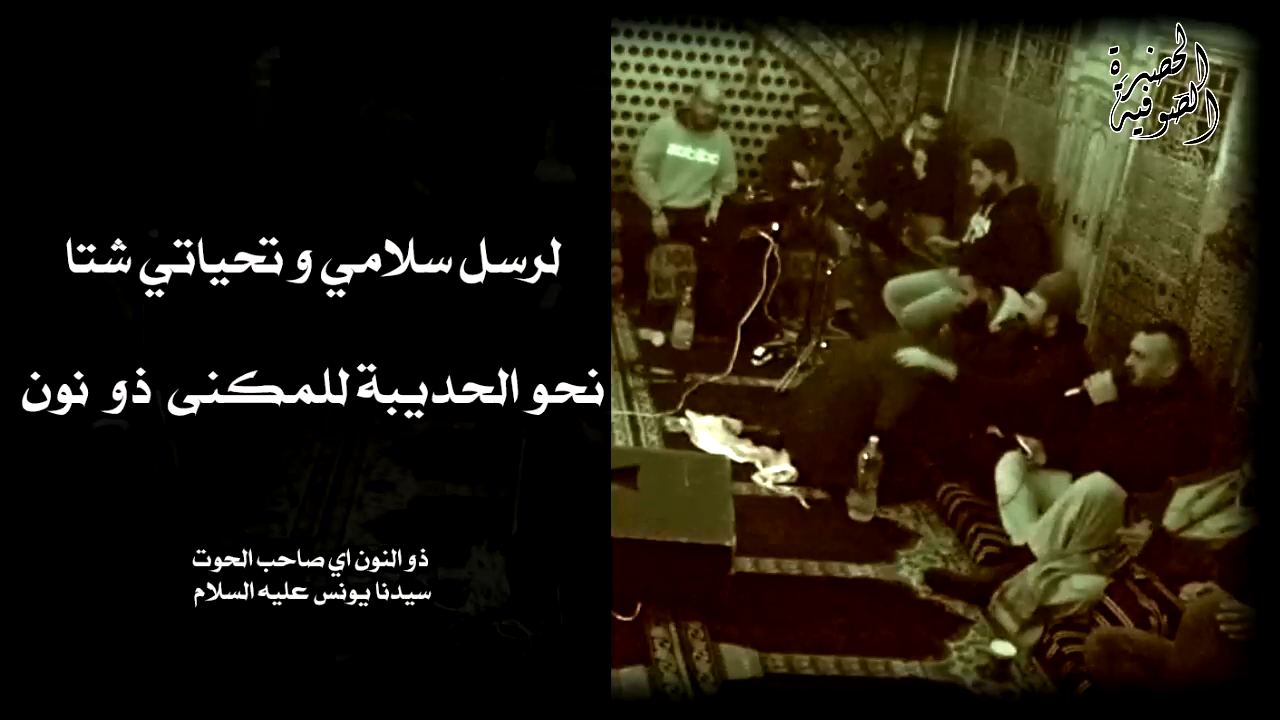 الحضرة
الصوفية
لرسل سلامي و تحياتي شتا
نحو الحديبة للمكنى ذو نون
ذو النون اي صاحب الحوت
سيدنا يونس عليه السلام